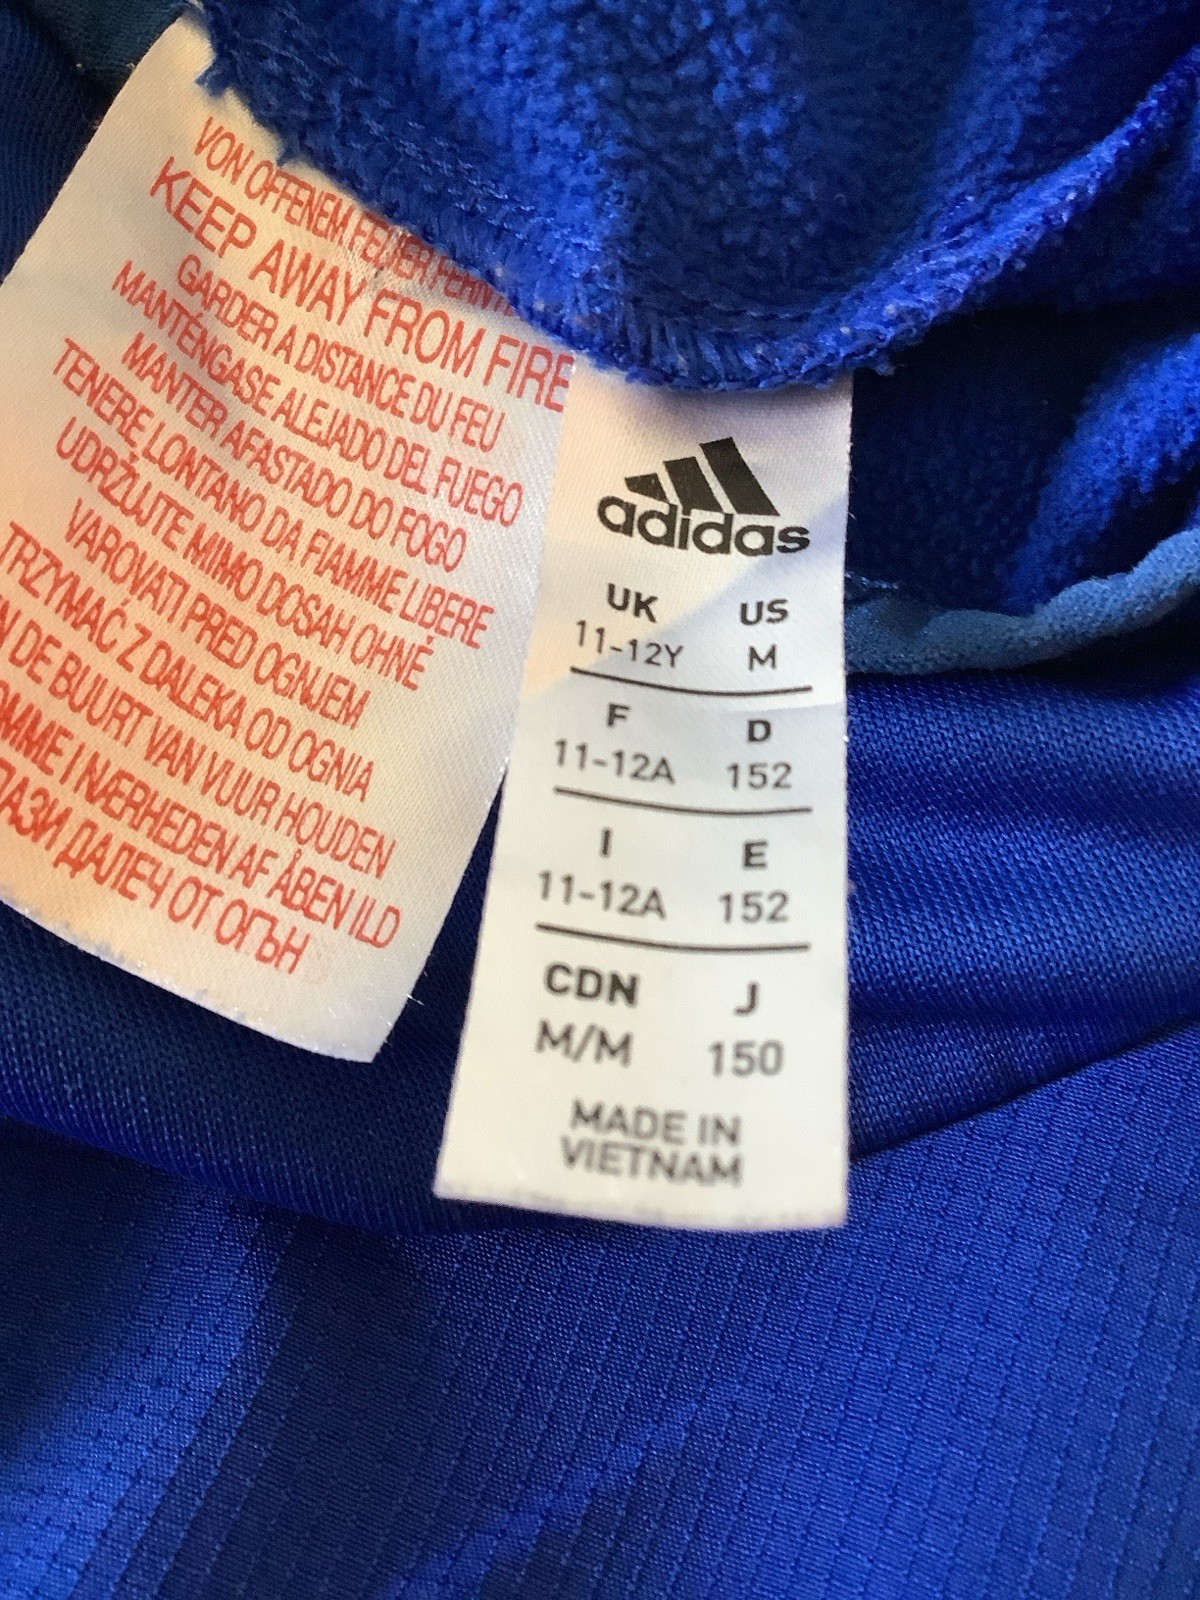 VON OFFENEM FEUER
KEEP AWAY FROM FIRE
GARDER A DISTANCE DU FEU
MANTÉNGASE ALEJADO DEL FUEGO
MANTER AFASTADO DO FOGO
TENERE LONTANO DA FIAMME LIBERE
UDRŽUJTE MIMO DOSAH OHNĚ
VAROVATI PRED OGNJEM
TRZYMAĆ Z DALEKA OD OGNIA
DE BUURT VAN VUUR HOUDEN
I NÆRHEDEN AF ÅBEN ILD
ДАЛЕЧ ОТ ОГЪН
adidas
UK US
11-12Y M
F D
11-12A 152
I E
11-12A 152
CDN J
M/M 150
MADE IN
VIETNAM